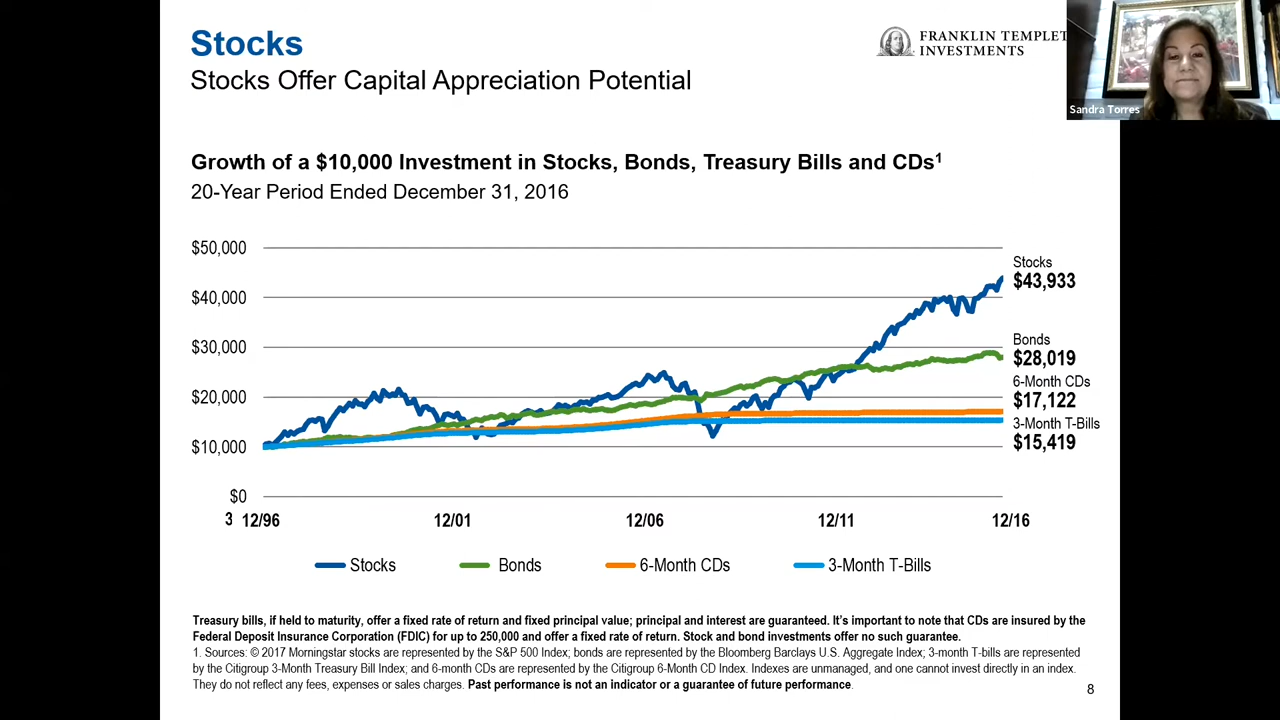 Stocks
Stocks Offer Capital Appreciation Potential
FRANKLIN TEMPLET
INVESTMENTS
Sandra Torres
Growth of a $10,000 Investment in Stocks, Bonds, Treasury Bills and CDs¹
20-Year Period Ended December 31, 2016
$50,000
$40,000
$30,000
$20,000
$10,000
$0
Stocks
$43,933
Bonds
$28,019
6-Month CDs
$17,122
3-Month T-Bills
$15,419
3 12/96 12/01 12/06 12/11 12/16
Stocks Bonds 6-Month CDs 3-Month T-Bills
Treasury bills, if held to maturity, offer a fixed rate of return and fixed principal value; principal and interest are guaranteed. It’s important to note that CDs are insured by the
Federal Deposit Insurance Corporation (FDIC) for up to 250,000 and offer a fixed rate of return. Stock and bond investments offer no such guarantee.
1. Sources: © 2017 Morningstar stocks are represented by the S&P 500 Index; bonds are represented by the Bloomberg Barclays U.S. Aggregate Index; 3-month T-bills are represented
by the Citigroup 3-Month Treasury Bill Index; and 6-month CDs are represented by the Citigroup 6-Month CD Index. Indexes are unmanaged, and one cannot invest directly in an index.
They do not reflect any fees, expenses or sales charges. Past performance is not an indicator or a guarantee of future performance.
8